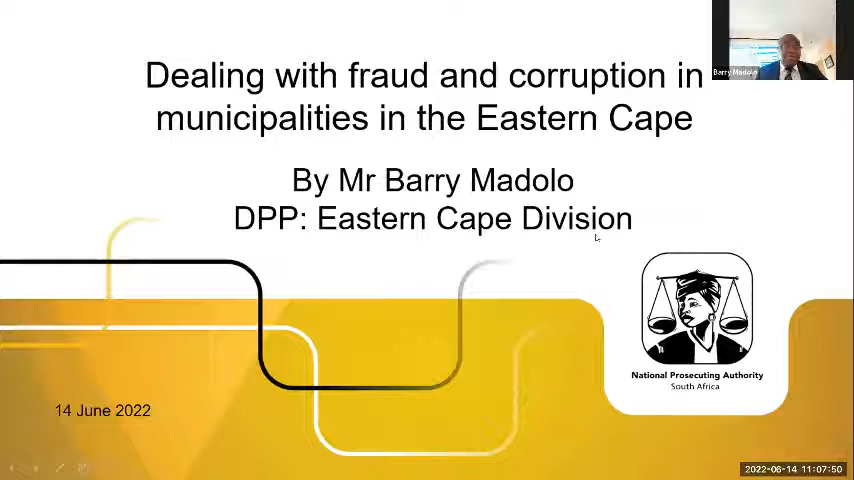 Dealing with fraud and corruption in
municipalities in the Eastern Cape
By Mr Barry Madolo
DPP: Eastern Cape Division
Barry Madolo
National Prosecuting Authority
South Africa
14 June 2022
2022-06-14 11:07:50